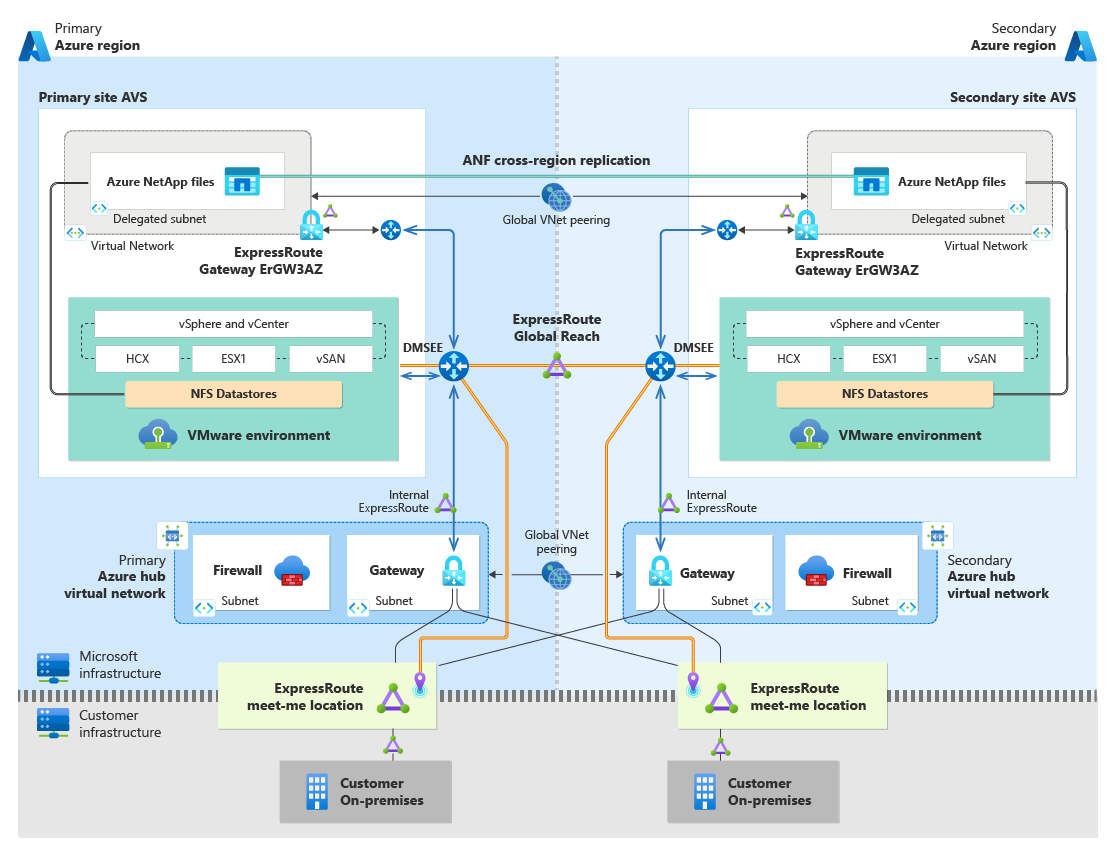 Primary
Azure region
Secondary
Azure region
Primary site AVS
Secondary site AVS
Azure NetApp files
Delegated subnet
Virtual Network
ANF cross-region replication
Global VNet peering
Azure NetApp files
Delegated subnet
Virtual Network
ExpressRoute
Gateway ErGW3AZ
ExpressRoute
Gateway ErGW3AZ
vSphere and vCenter
HCX
ESX1
vSAN
NFS Datastores
VMware environment
DMSEE
ExpressRoute
Global Reach
DMSEE
vSphere and vCenter
HCX
ESX1
vSAN
NFS Datastores
VMware environment
Internal
ExpressRoute
Internal
ExpressRoute
Primary
Azure hub
virtual network
Firewall
Subnet
Gateway
Subnet
Global VNet
peering
Gateway
Subnet
Firewall
Subnet
Secondary
Azure hub
virtual network
Microsoft
infrastructure
Customer
infrastructure
ExpressRoute
meet-me location
ExpressRoute
meet-me location
Customer
On-premises
Customer
On-premises